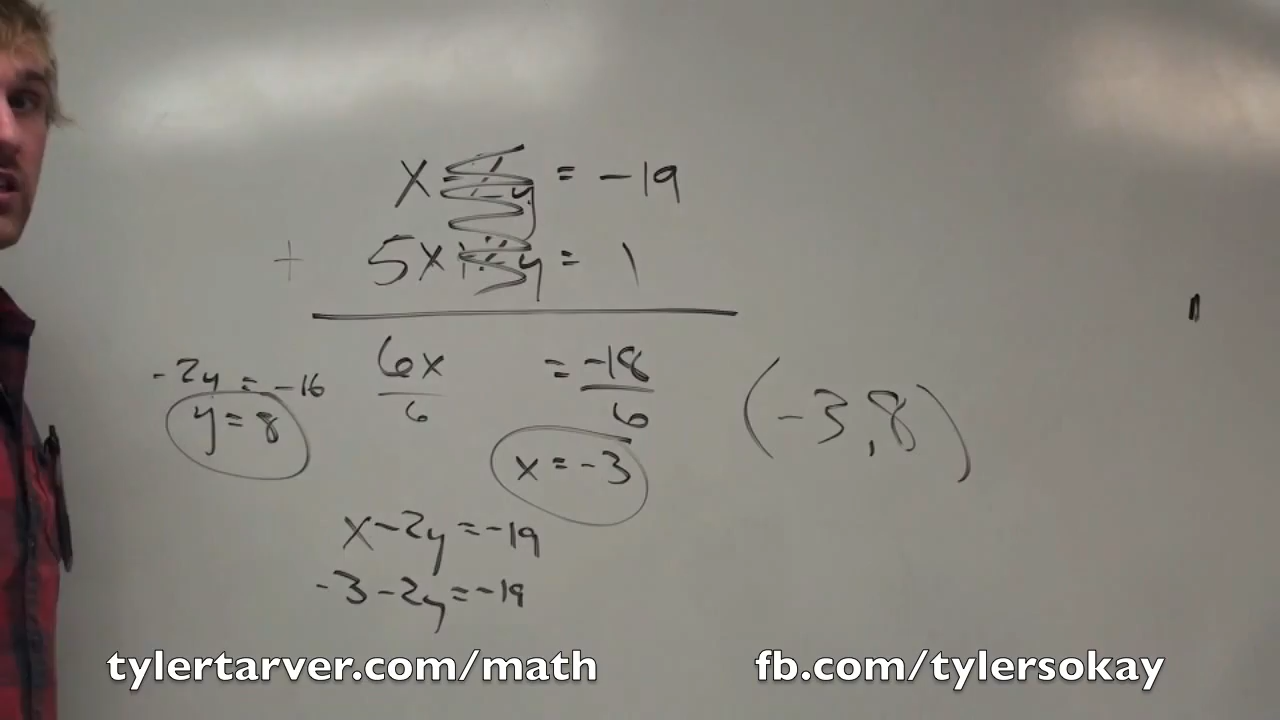 x = -19
+ 5x y = 1
6x = -18
6 6
x = -3
x - 2y = -19
-3 - 2y = -19
-2y = -16
y = 8
(-3, 8)
tylertarver.com/math
fb.com/tylersokay